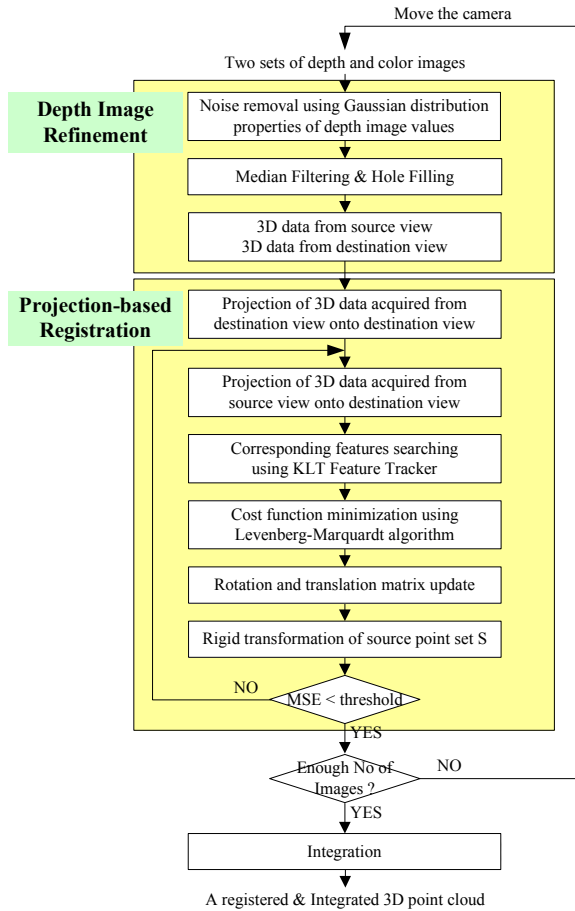 Move the camera
Two sets of depth and color images
Depth Image
Refinement
Noise removal using Gaussian distribution
properties of depth image values
Median Filtering & Hole Filling
3D data from source view
3D data from destination view
Projection-based
Registration
Projection of 3D data acquired from
destination view onto destination view
Projection of 3D data acquired from
source view onto destination view
Corresponding features searching
using KLT Feature Tracker
Cost function minimization using
Levenberg-Marquardt algorithm
Rotation and translation matrix update
Rigid transformation of source point set S
NO
MSE < threshold
YES
Enough No of
Images ?
NO
YES
Integration
A registered & Integrated 3D point cloud